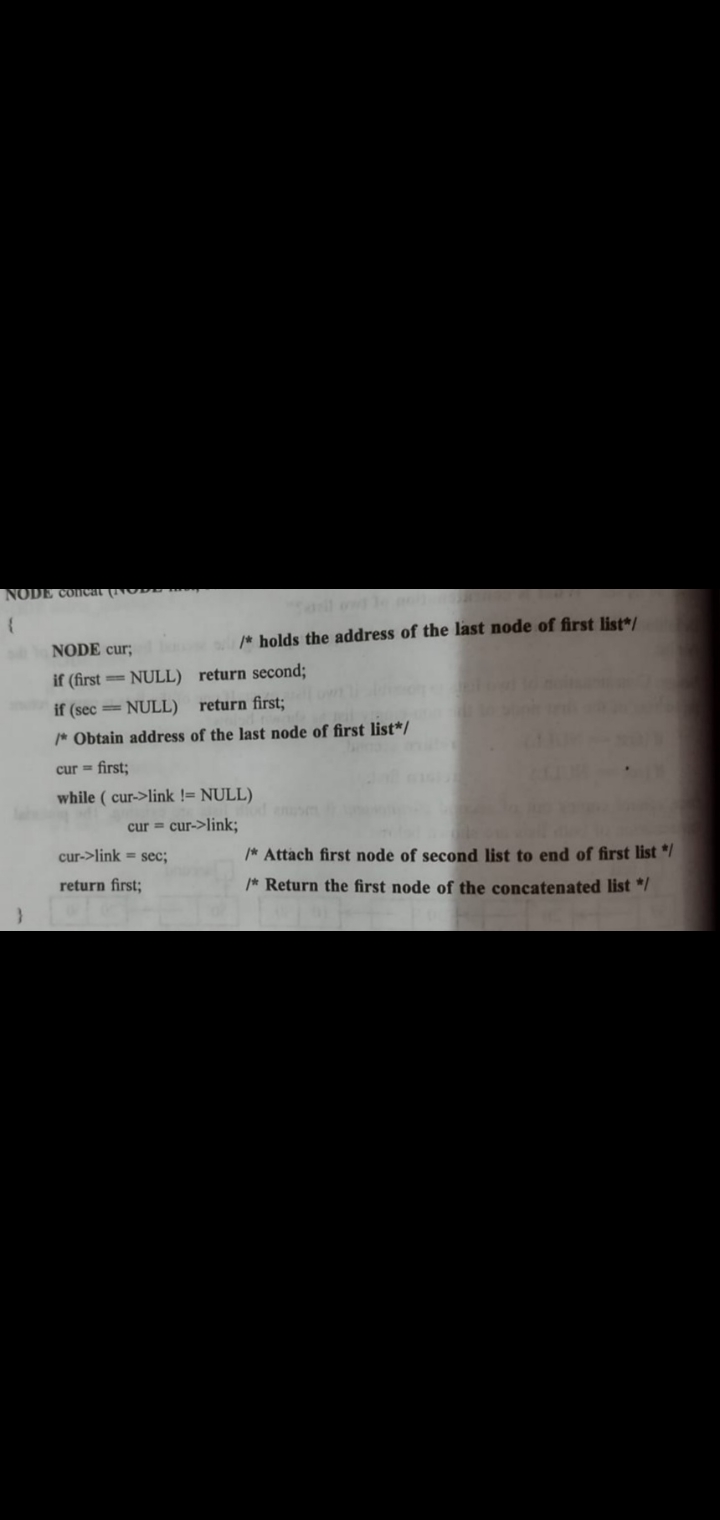 NODE concat (NODE
{
NODE cur; /* holds the address of the last node of first list*/
if (first == NULL) return second;
if (sec == NULL) return first;
/* Obtain address of the last node of first list*/
cur = first;
while ( cur->link != NULL)
cur = cur->link;
cur->link = sec; /* Attach first node of second list to end of first list */
return first; /* Return the first node of the concatenated list */
}